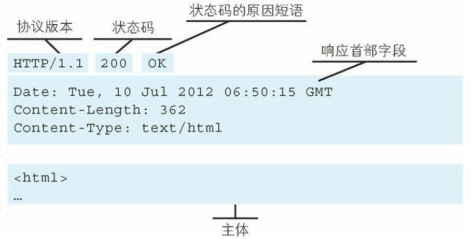 状态码的原因短语
协议版本 状态码
响应首部字段
HTTP/1.1 200 OK
Date: Tue, 10 Jul 2012 06:50:15 GMT
Content-Length: 362
Content-Type: text/html
<html>
…
主体